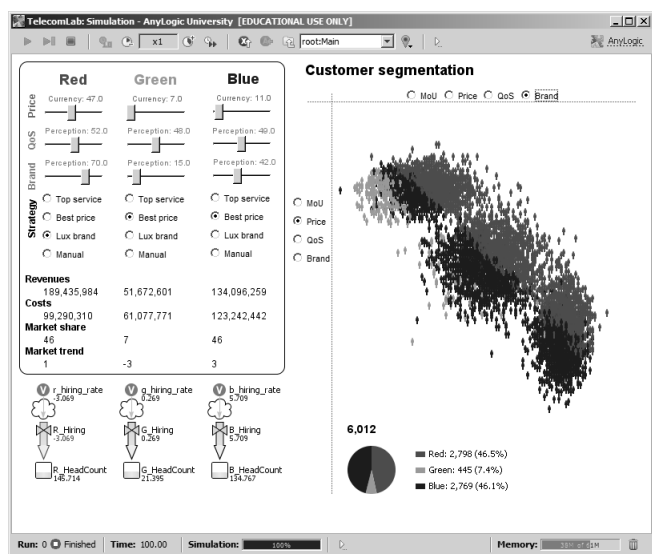 TelecomLab: Simulation - AnyLogic University [EDUCATIONAL USE ONLY]
x1 root:Main AnyLogic
Red Green Blue
Price
Currency: 47.0 Currency: 7.0 Currency: 11.0
QoS
Perception: 52.0 Perception: 48.0 Perception: 49.0
Brand
Perception: 70.0 Perception: 15.0 Perception: 42.0
Strategy
Top service Top service Top service
Best price Best price Best price
Lux brand Lux brand Lux brand
Manual Manual Manual
Revenues
189,435,984 51,672,601 134,096,259
Costs
99,290,310 61,077,771 123,242,442
Market share
46 7 46
Market trend
1 -3 3
V r_hiring_rate V g_hiring_rate V b_hiring_rate
-3.069 0.269 5.709
R_Hiring G_Hiring B_Hiring
-3.069 0.269 5.709
R_HeadCount G_HeadCount B_HeadCount
146.714 21.395 134.767
Customer segmentation
MoU Price QoS Brand
MoU
Price
QoS
Brand
6,012
Red: 2,798 (46.5%)
Green: 445 (7.4%)
Blue: 2,769 (46.1%)
Run: 0 Finished Time: 100.00 Simulation: 100% Memory: